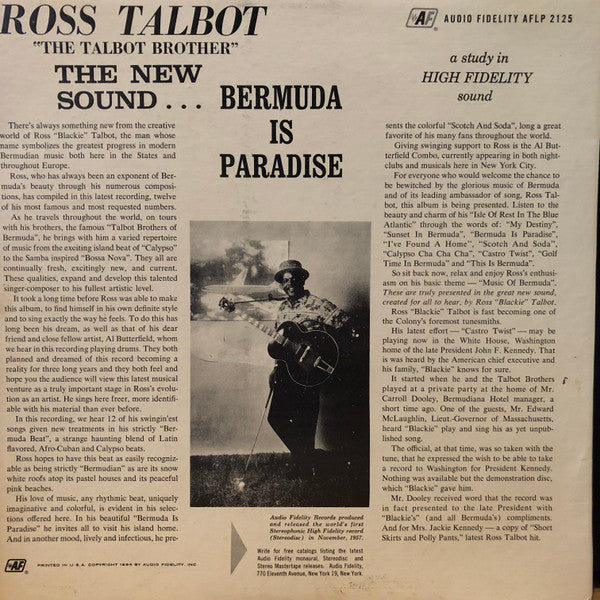 ROSS TALBOT
"THE TALBOT BROTHER"
THE NEW
SOUND...
BERMUDA
IS
PARADISE
AF AUDIO FIDELITY AFLP 2125
a study in
HIGH FIDELITY
sound
There's always something new from the creative
world of Ross "Blackie" Talbot, the man whose
name symbolizes the greatest progress in modern
Bermudian music both here in the States and
throughout Europe.
Ross, who has always been an exponent of Ber-
muda's beauty through his numerous composi-
tions, has compiled in this latest recording, twelve
of his most famous and most requested numbers.
As he travels throughout the world, on tours
with his brothers, the famous "Talbot Brothers of
Bermuda", he brings with him a varied repertoire
of music from the exciting island beat of "Calypso"
to the Samba inspired "Bossa Nova". They all are
continually fresh, excitingly new, and current.
These qualities, expand and develop this talented
singer-composer to his fullest artistic level.
It took a long time before Ross was able to make
this album, to find himself in his own definite style
and to sing exactly the way he feels. To do this has
long been his dream, as well as that of his dear
friend and close fellow artist, Al Butterfield, whom
we hear in this recording playing drums. They both
planned and dreamed of this record becoming a
reality for three long years and they both feel and
hope you the audience will view this latest musical
venture as a truly important stage in Ross's evolu-
tion as an artist. He sings here freer, more identifi-
able with his material than ever before.
In this recording, we hear 12 of his swingin'est
songs given new treatments in his strictly "Ber-
muda Beat", a strange haunting blend of Latin
flavored, Afro-Cuban and Calypso beats.
Ross hopes to have this beat as easily recogniz-
able as being strictly "Bermudian" as are its snow
white roofs atop its pastel houses and its peaceful
pink beaches.
His love of music, any rhythmic beat, uniquely
imaginative and colorful, is evident in his selec-
tions offered here. In his beautiful "Bermuda Is
Paradise" he invites all to visit his island home.
And in another mood, lively and infectious, he pre-
sents the colorful "Scotch And Soda", long a great
favorite of his many fans throughout the world.
Giving swinging support to Ross is the Al But-
terfield Combo, currently appearing in both night-
clubs and musicals here in New York City.
For everyone who would welcome the chance to
be bewitched by the glorious music of Bermuda
and of its leading ambassador of song, Ross Tal-
bot, this album is being presented. Listen to the
beauty and charm of his "Isle Of Rest In The Blue
Atlantic" through the words of: "My Destiny",
"Sunset In Bermuda", "Bermuda Is Paradise",
"I've Found A Home", "Scotch And Soda",
"Calypso Cha Cha Cha", "Castro Twist", "Golf
Time In Bermuda" and "This Is Bermuda".
So sit back now, relax and enjoy Ross's enthusi-
asm on his basic theme — "Music Of Bermuda".
These are truly presented in the great new sound,
created for all to hear, by Ross "Blackie" Talbot.
Ross "Blackie" Talbot is fast becoming one of
the Colony's foremost tunesmiths.
His latest effort — "Castro Twist" — may be
playing now in the White House, Washington
home of the late President John F. Kennedy. That
is was heard by the American chief executive and
his family, "Blackie" knows for sure.
It started when he and the Talbot Brothers
played at a private party at the home of Mr.
Carroll Dooley, Bermudiana Hotel manager, a
short time ago. One of the guests, Mr. Edward
McLaughlin, Lieut.-Governor of Massachusetts,
heard "Blackie" play and sing his as yet unpub-
lished song.
The official, at that time, was so taken with the
tune, that he expressed the wish to be able to take
a record to Washington for President Kennedy.
Nothing was available but the demonstration disc,
which "Blackie" gave him.
Mr. Dooley received word that the record was
in fact presented to the late President with
"Blackie's" (and all Bermuda's) compliments.
And for Mrs. Jackie Kennedy — a copy of "Short
Skirts and Polly Pants," latest Ross Talbot hit.
Audio Fidelity Records produced
and released the world's first
Stereophonic High Fidelity record
(Stereodisc) in November, 1957.
Write for free catalogs listing the latest
Audio Fidelity monaural, Stereodisc and
Stereo Mastertape releases. Audio Fidelity,
770 Eleventh Avenue, New York 19, New York.
AF PRINTED IN U.S.A. COPYRIGHT 1964 BY AUDIO FIDELITY, INC